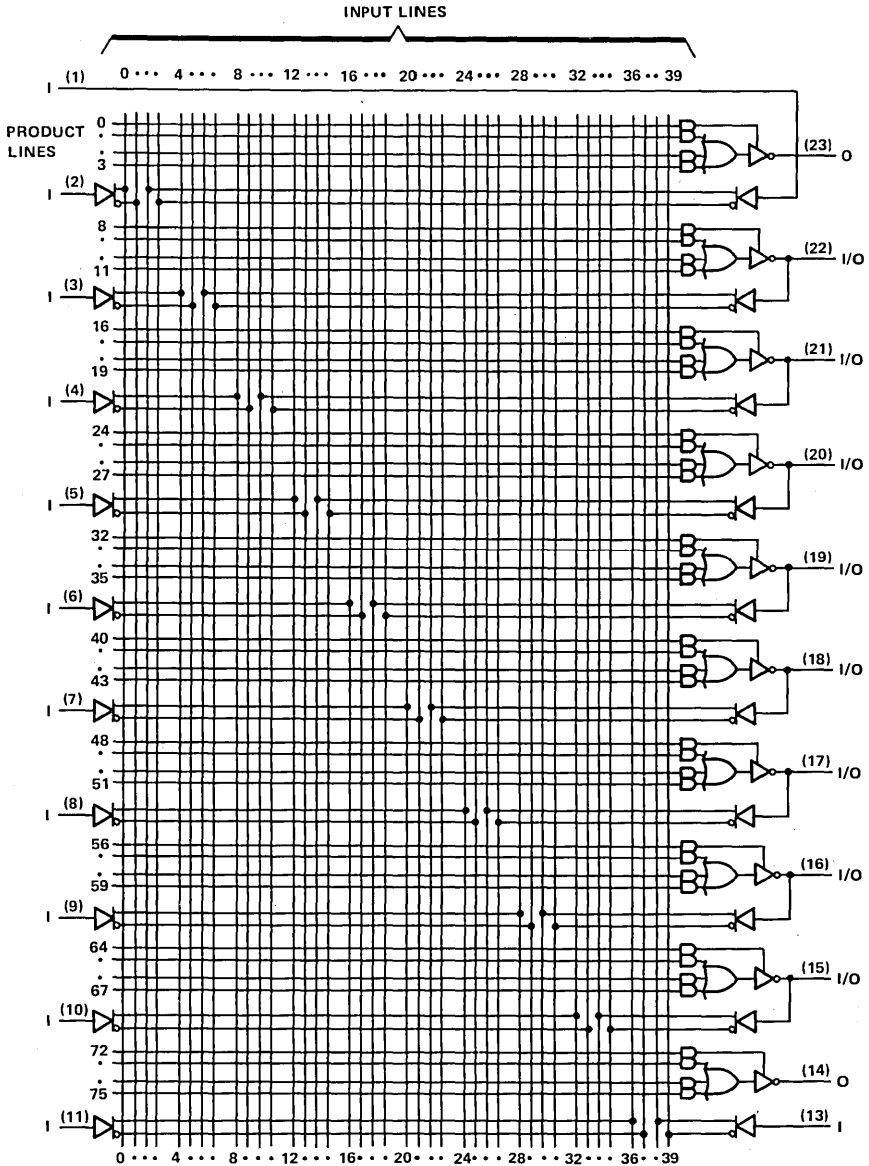 INPUT LINES
0 ••• 4 ••• 8 ••• 12 ••• 16 ••• 20 ••• 24 ••• 28 ••• 32 ••• 36 •• 39
I (1)
PRODUCT LINES
0
•
•
3
(23) O
I (2)
8
•
•
11
(22) I/O
I (3)
16
•
•
19
(21) I/O
I (4)
24
•
•
27
(20) I/O
I (5)
32
•
•
35
(19) I/O
I (6)
40
•
•
43
(18) I/O
I (7)
48
•
•
51
(17) I/O
I (8)
56
•
•
59
(16) I/O
I (9)
64
•
•
67
(15) I/O
I (10)
72
•
•
75
(14) O
I (11)
(13) I
0 ••• 4 ••• 8 ••• 12 ••• 16 ••• 20 ••• 24 ••• 28 ••• 32 ••• 36 •• 39